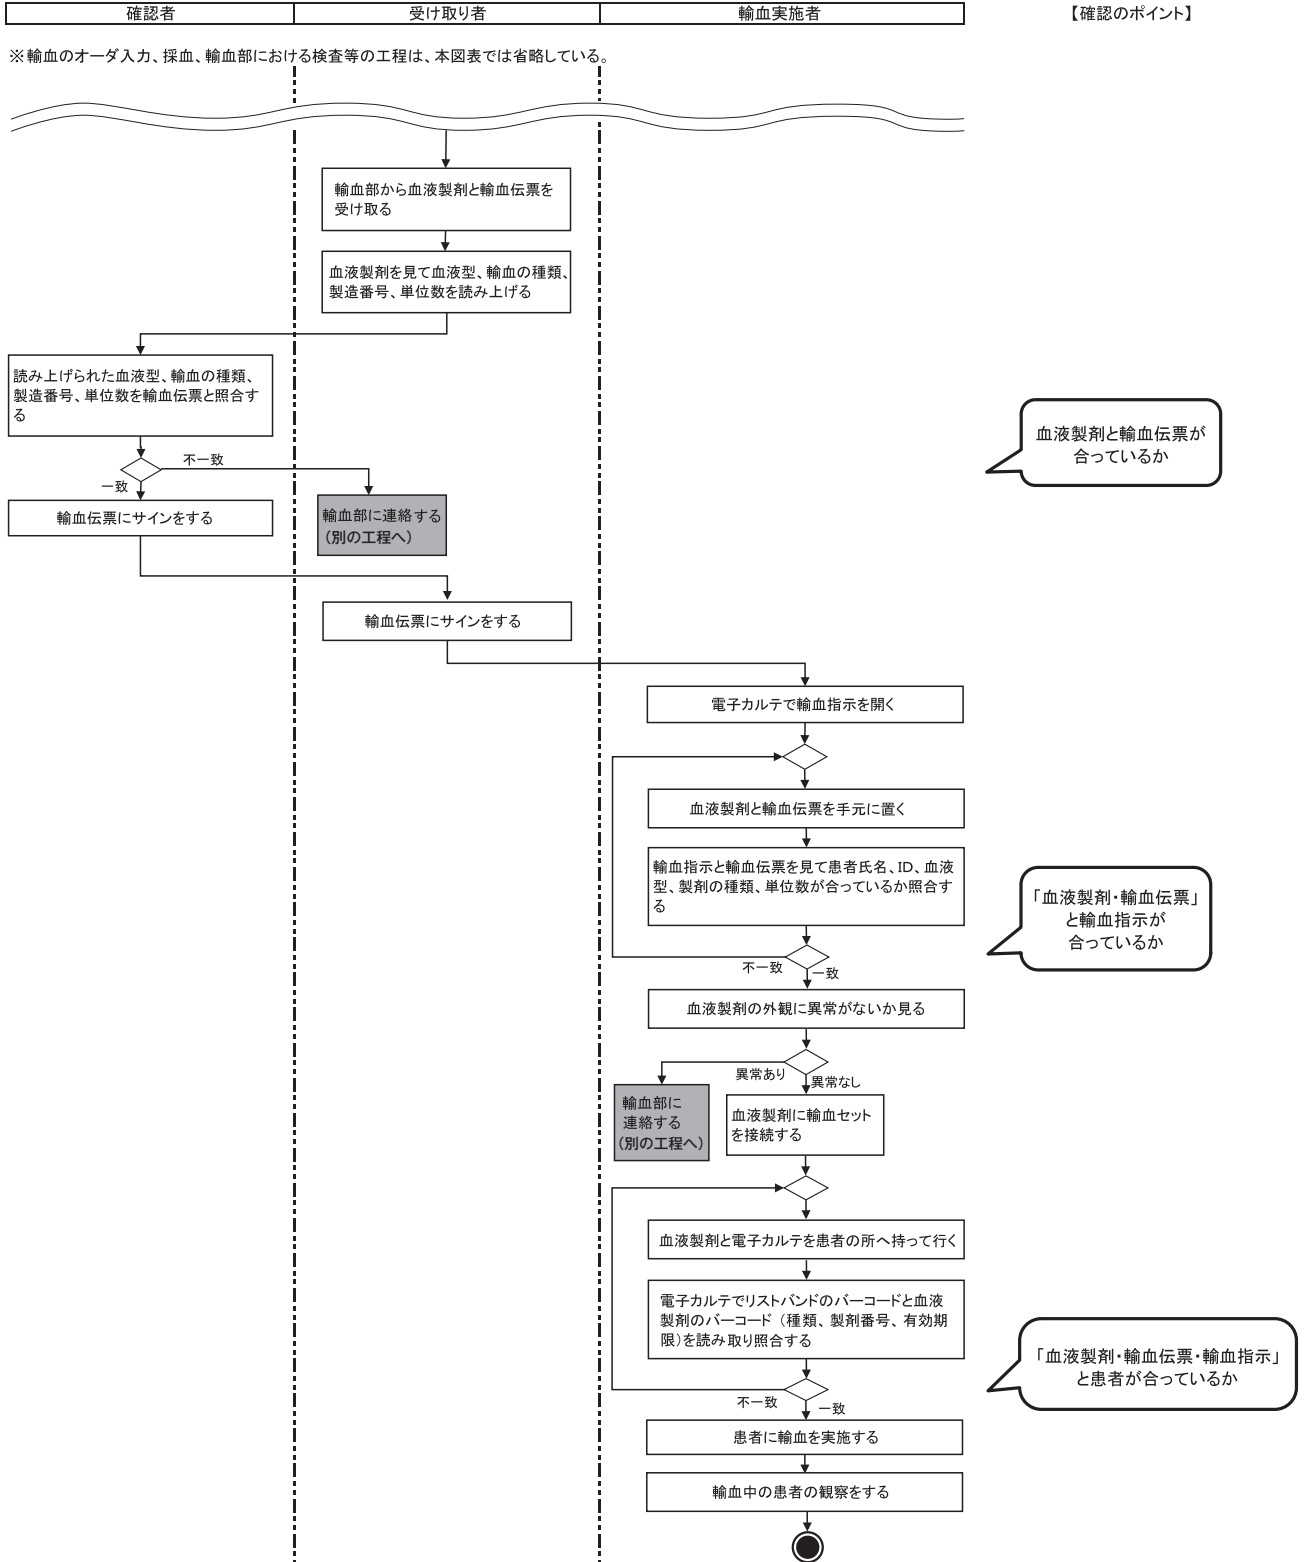 確認者
受け取り者
輸血実施者
【確認のポイント】
※輸血のオーダ入力、採血、輸血部における検査等の工程は、本図表では省略している。
輸血部から血液製剤と輸血伝票を
受け取る
血液製剤を見て血液型、輸血の種類、
製造番号、単位数を読み上げる
読み上げられた血液型、輸血の種類、
製造番号、単位数を輸血伝票と照合す
る
血液製剤と輸血伝票が
合っているか
不一致
一致
輸血伝票にサインをする
輸血部に連絡する
(別の工程へ)
輸血伝票にサインをする
電子カルテで輸血指示を開く
血液製剤と輸血伝票を手元に置く
輸血指示と輸血伝票を見て患者氏名、ID、血液
型、製剤の種類、単位数が合っているか照合す
る
「血液製剤・輸血伝票」
と輸血指示が
合っているか
不一致
一致
血液製剤の外観に異常がないか見る
異常あり
異常なし
輸血部に
連絡する
(別の工程へ)
血液製剤に輸血セット
を接続する
血液製剤と電子カルテを患者の所へ持って行く
電子カルテでリストバンドのバーコードと血液
製剤のバーコード(種類、製剤番号、有効期
限)を読み取り照合する
「血液製剤・輸血伝票・輸血指示」
と患者が合っているか
不一致
一致
患者に輸血を実施する
輸血中の患者の観察をする